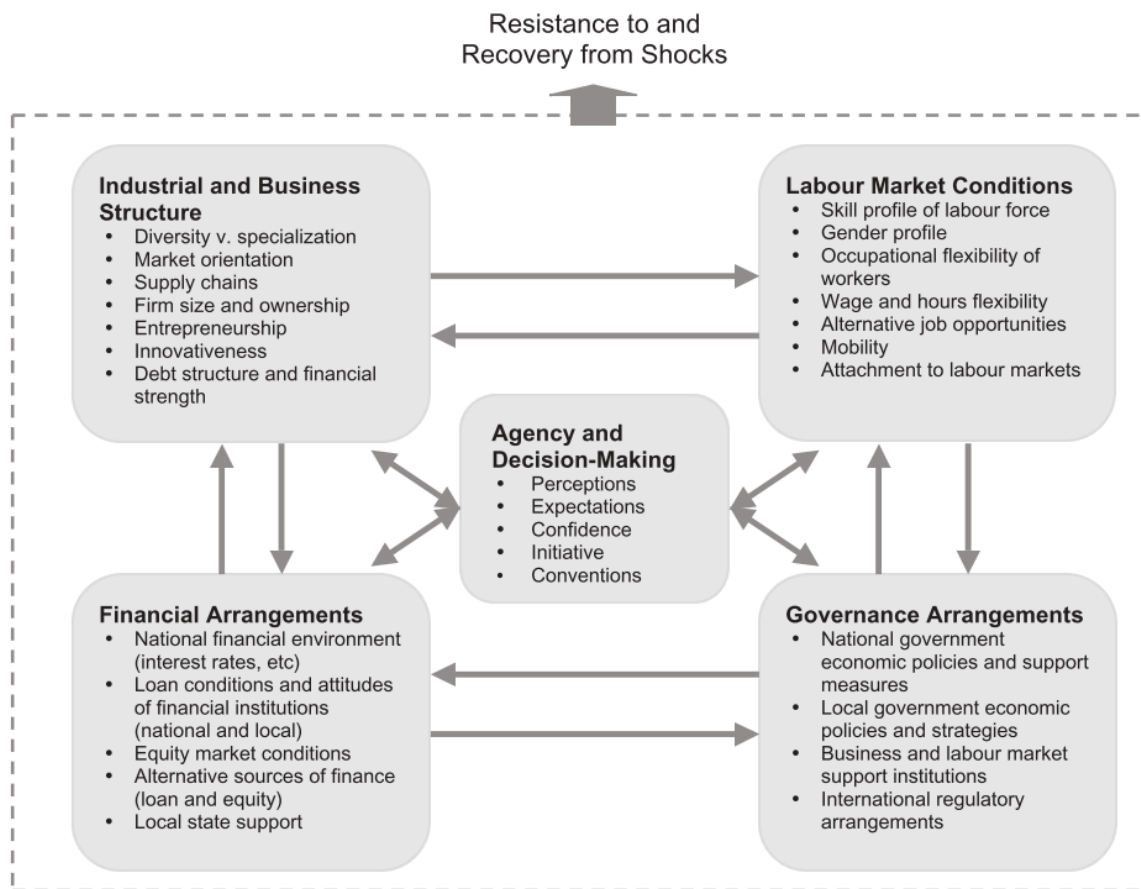 Resistance to and
Recovery from Shocks
Industrial and Business
Structure
• Diversity v. specialization
• Market orientation
• Supply chains
• Firm size and ownership
• Entrepreneurship
• Innovativeness
• Debt structure and financial
strength
Labour Market Conditions
• Skill profile of labour force
• Gender profile
• Occupational flexibility of
workers
• Wage and hours flexibility
• Alternative job opportunities
• Mobility
• Attachment to labour markets
Agency and
Decision-Making
• Perceptions
• Expectations
• Confidence
• Initiative
• Conventions
Financial Arrangements
• National financial environment
(interest rates, etc)
• Loan conditions and attitudes
of financial institutions
(national and local)
• Equity market conditions
• Alternative sources of finance
(loan and equity)
• Local state support
Governance Arrangements
• National government
economic policies and support
measures
• Local government economic
policies and strategies
• Business and labour market
support institutions
• International regulatory
arrangements